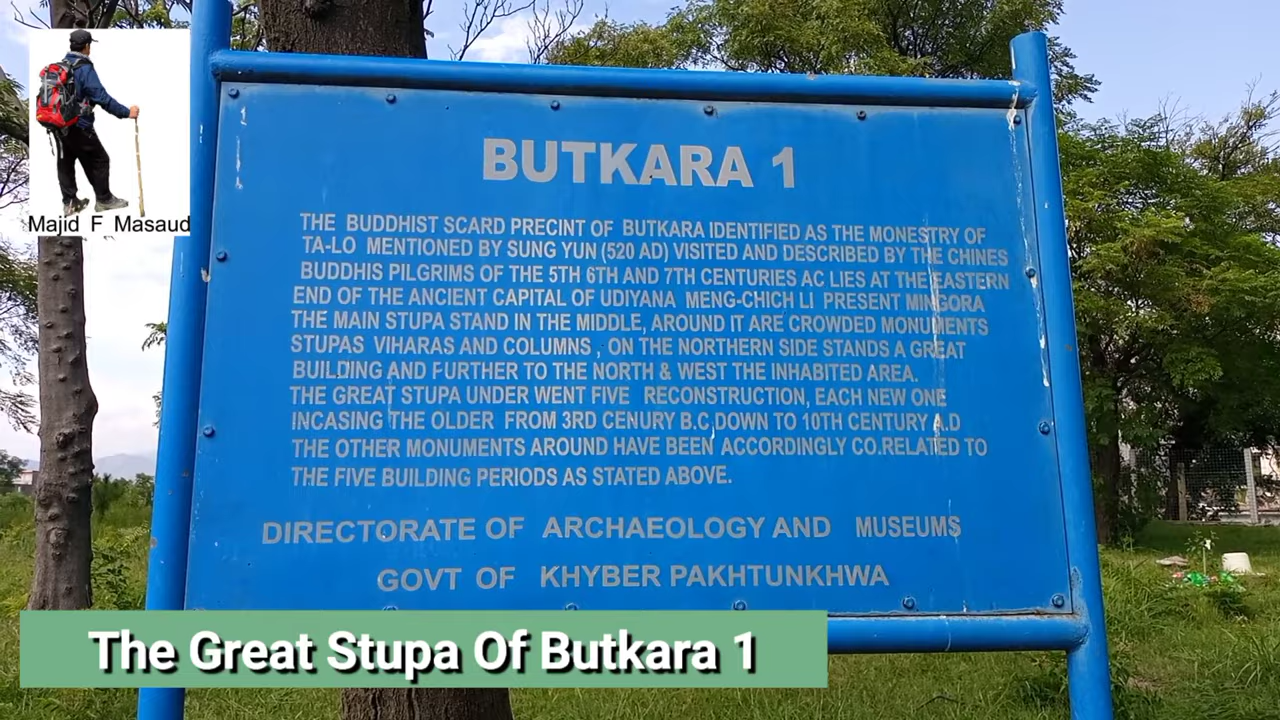 Majid F Masaud
BUTKARA 1
THE BUDDHIST SCARD PRECINT OF BUTKARA IDENTIFIED AS THE MONESTRY OF
TA-LO MENTIONED BY SUNG YUN (520 AD) VISITED AND DESCRIBED BY THE CHINES
BUDDHIS PILGRIMS OF THE 5TH 6TH AND 7TH CENTURIES AC LIES AT THE EASTERN
END OF THE ANCIENT CAPITAL OF UDIYANA MENG-CHICH LI PRESENT MINGORA
THE MAIN STUPA STAND IN THE MIDDLE, AROUND IT ARE CROWDED MONUMENTS
STUPAS VIHARAS AND COLUMNS , ON THE NORTHERN SIDE STANDS A GREAT
BUILDING AND FURTHER TO THE NORTH & WEST THE INHABITED AREA.
THE GREAT STUPA UNDER WENT FIVE RECONSTRUCTION, EACH NEW ONE
INCASING THE OLDER FROM 3RD CENURY B.C, DOWN TO 10TH CENTURY A.D
THE OTHER MONUMENTS AROUND HAVE BEEN ACCORDINGLY CO.RELATED TO
THE FIVE BUILDING PERIODS AS STATED ABOVE.
DIRECTORATE OF ARCHAEOLOGY AND MUSEUMS
GOVT OF KHYBER PAKHTUNKHWA
The Great Stupa Of Butkara 1